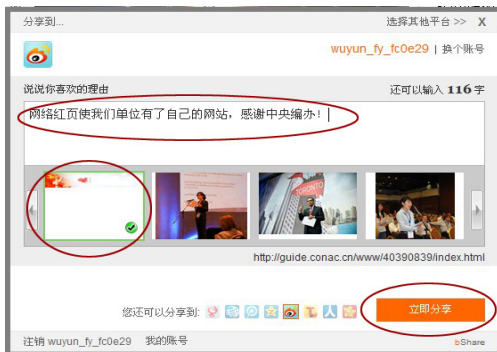 分享到...
选择其他平台 >> X
wuyun_fy_fc0e29 | 换个账号
说说你喜欢的理由
还可以输入 116 字
网络红页使我们单位有了自己的网站，感谢中央编办！
TORONTO
http://guide.conac.cn/www/40390839/index.html
您还可以分享到:
立即分享
注销 wuyun_fy_fc0e29 我的账号
bShare